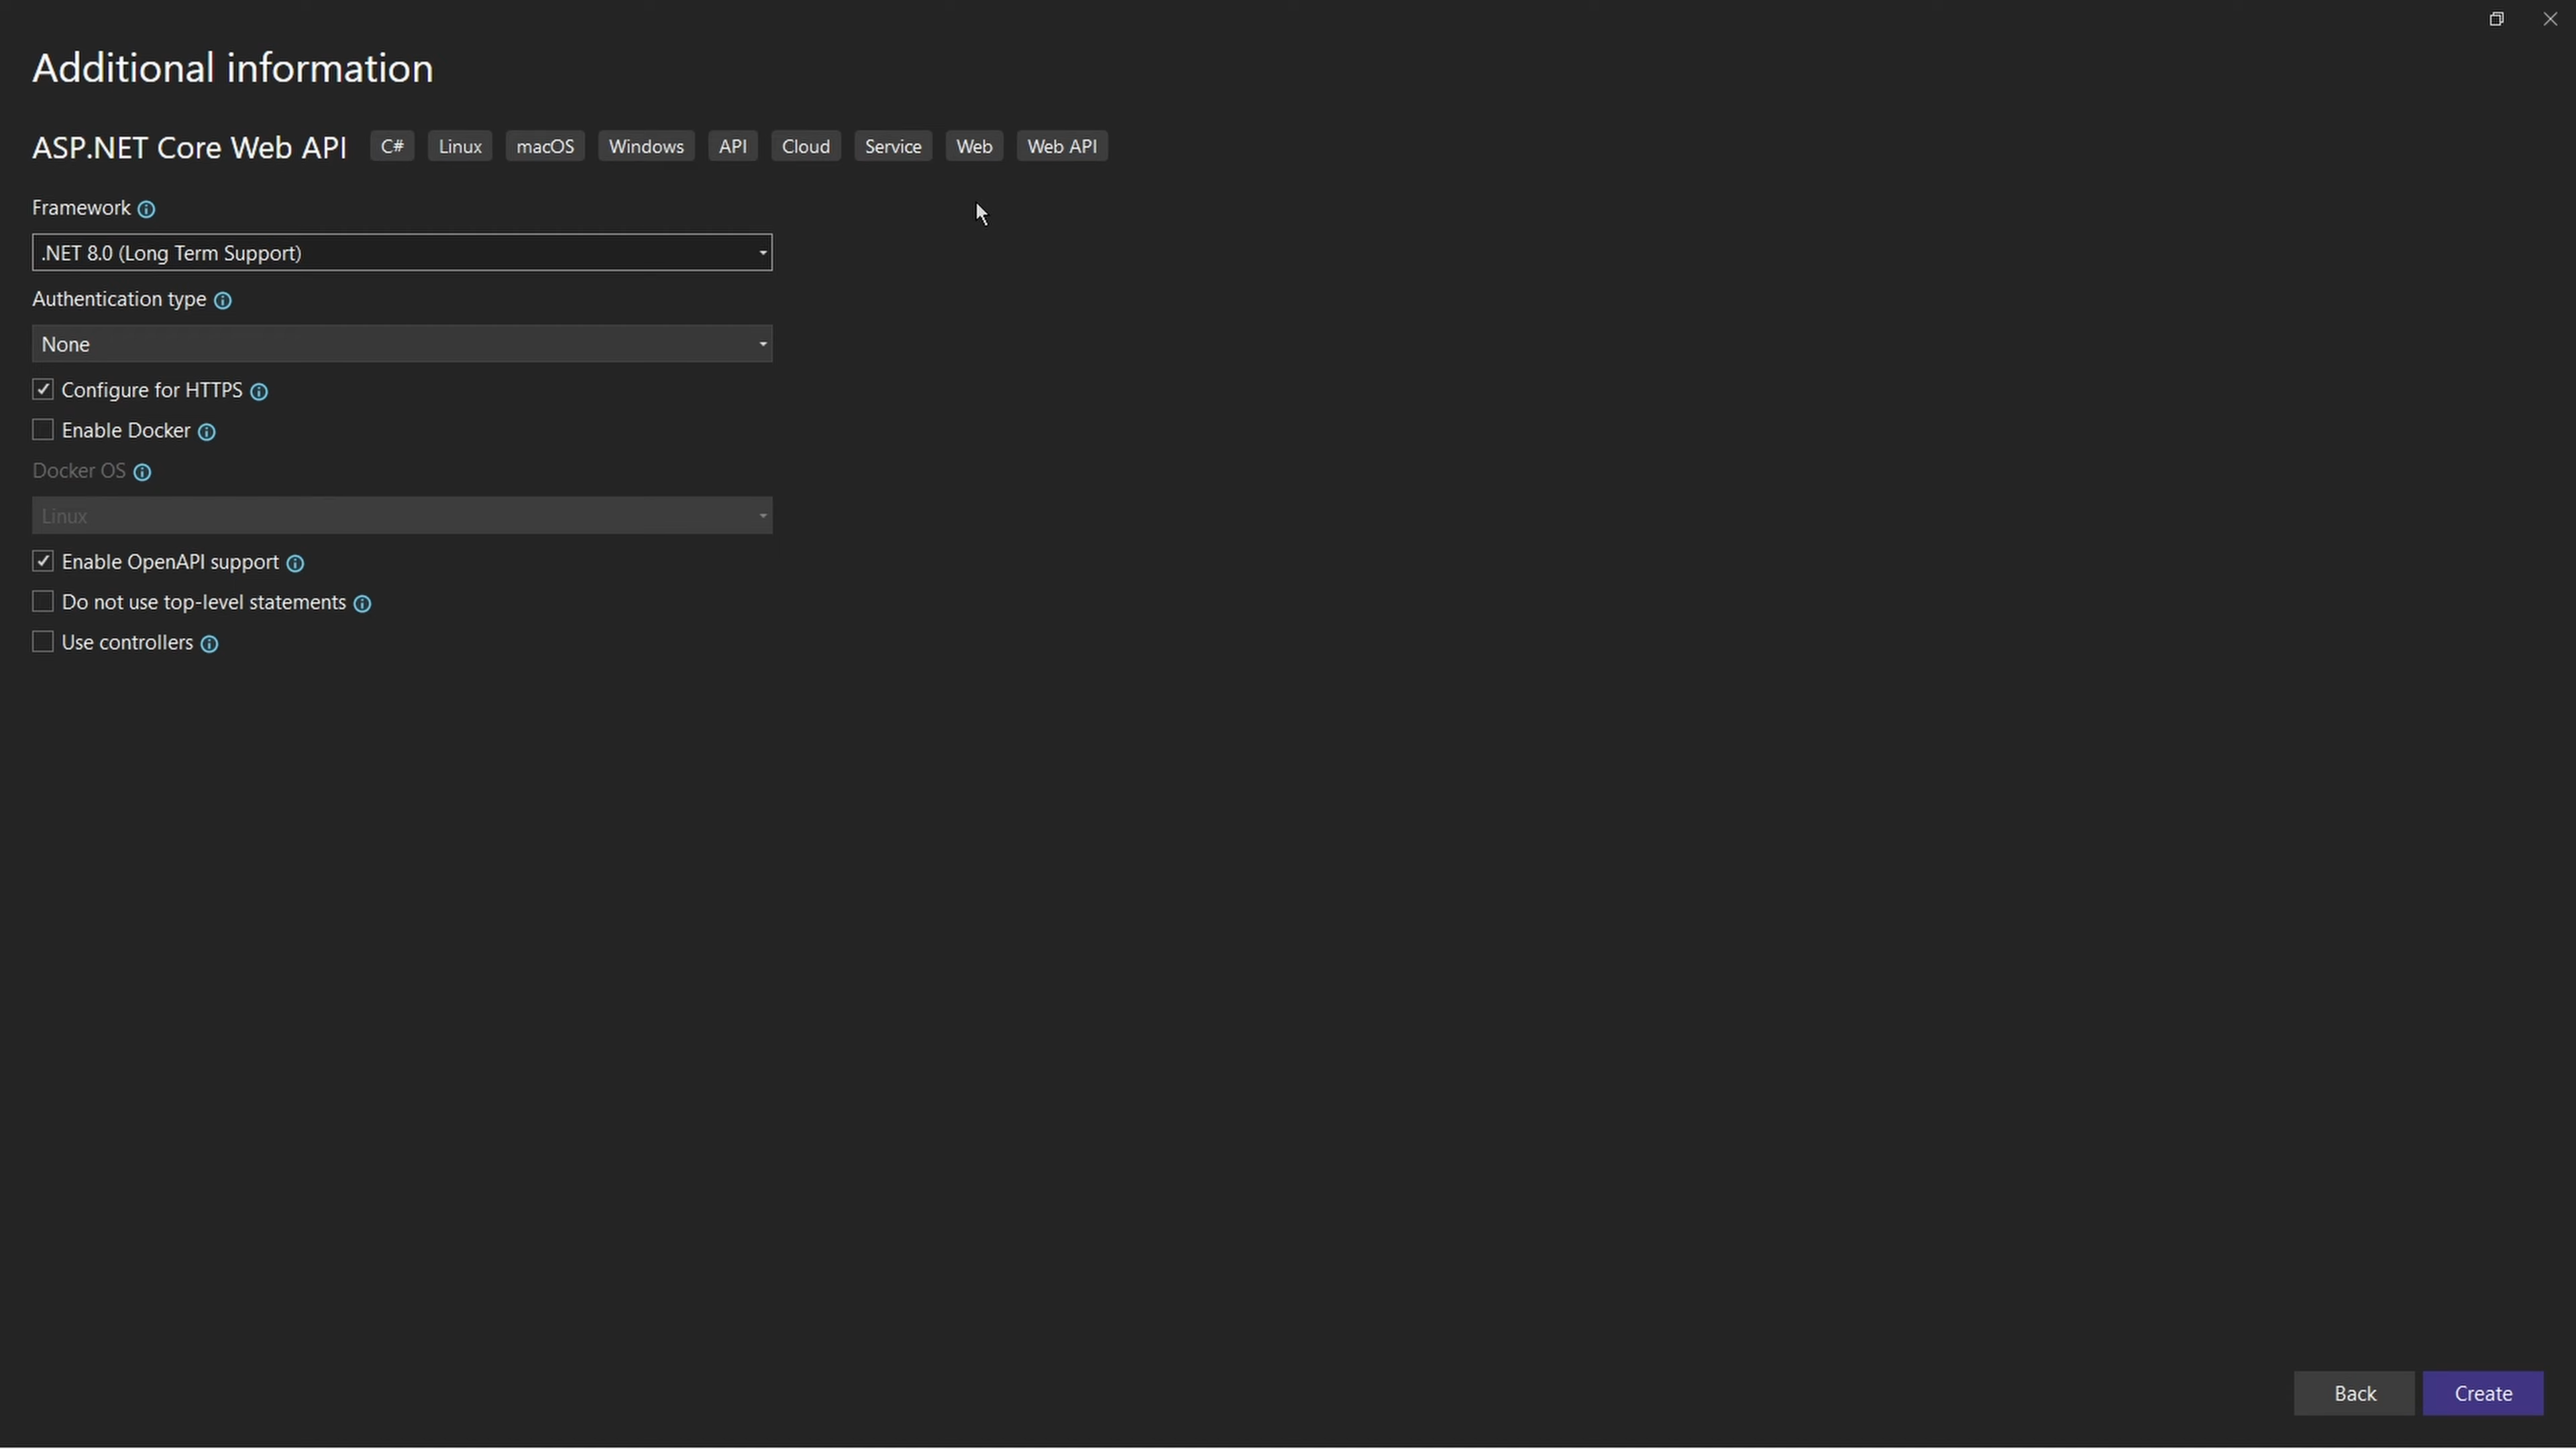 Additional information
ASP.NET Core Web API C# Linux macOS Windows API Cloud Service Web Web API
Framework
.NET 8.0 (Long Term Support)
Authentication type
None
Configure for HTTPS
Enable Docker
Docker OS
Linux
Enable OpenAPI support
Do not use top-level statements
Use controllers
Back Create